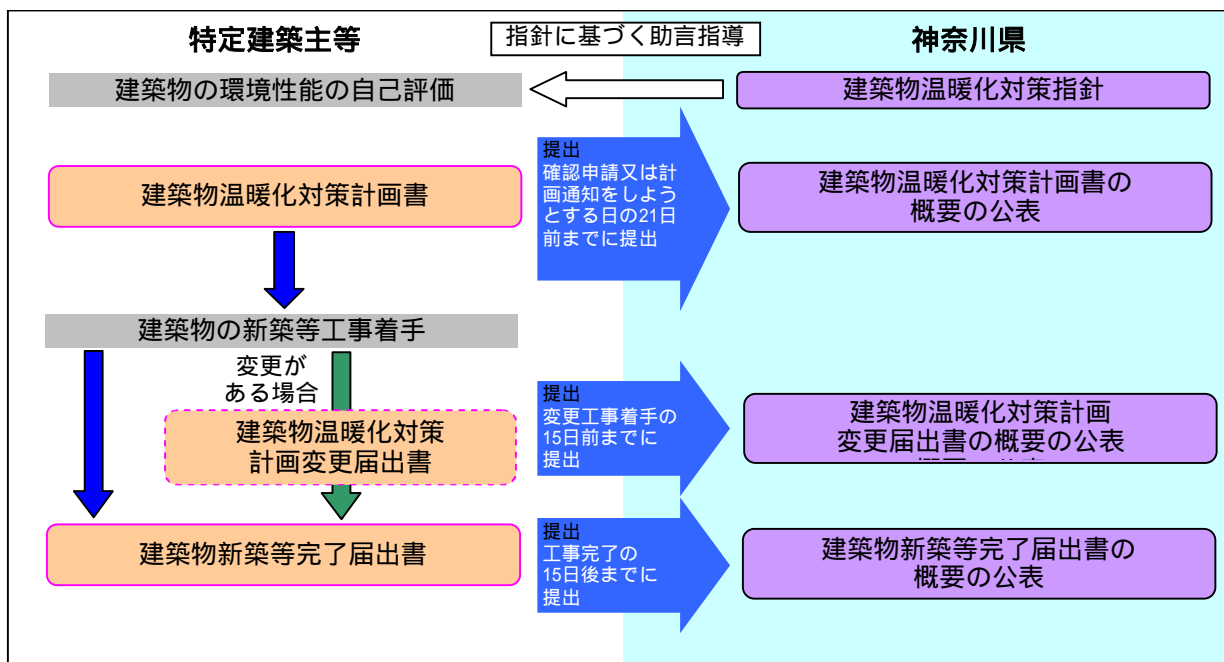 特定建築主等
指針に基づく助言指導
神奈川県
建築物の環境性能の自己評価
建築物温暖化対策指針
建築物温暖化対策計画書
提出
確認申請又は計
画通知をしよう
とする日の21日
前までに提出
建築物温暖化対策計画書の
概要の公表
建築物の新築等工事着手
変更が
ある場合
建築物温暖化対策
計画変更届出書
提出
変更工事着手の
15日前までに
提出
建築物温暖化対策計画
変更届出書の概要の公表
建築物新築等完了届出書
提出
工事完了の
15日後までに
提出
建築物新築等完了届出書の
概要の公表